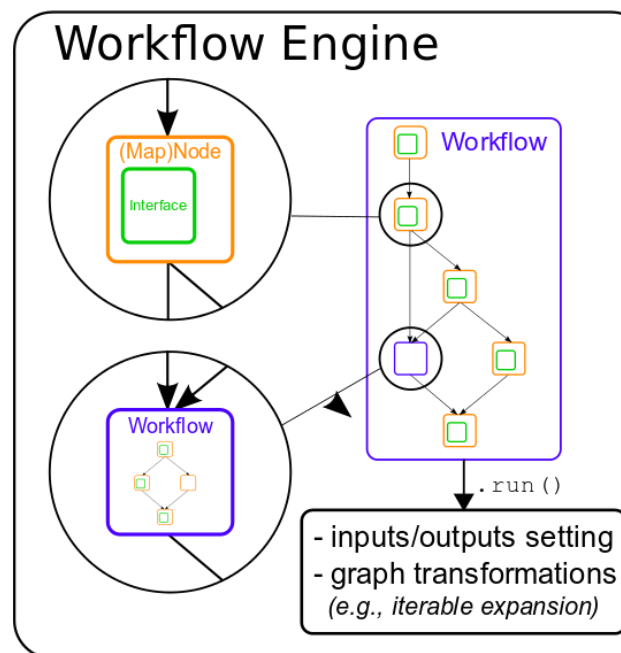 Workflow Engine
(Map)Node
Interface
Workflow
Workflow
.run()
- inputs/outputs setting
- graph transformations
(e.g., iterable expansion)